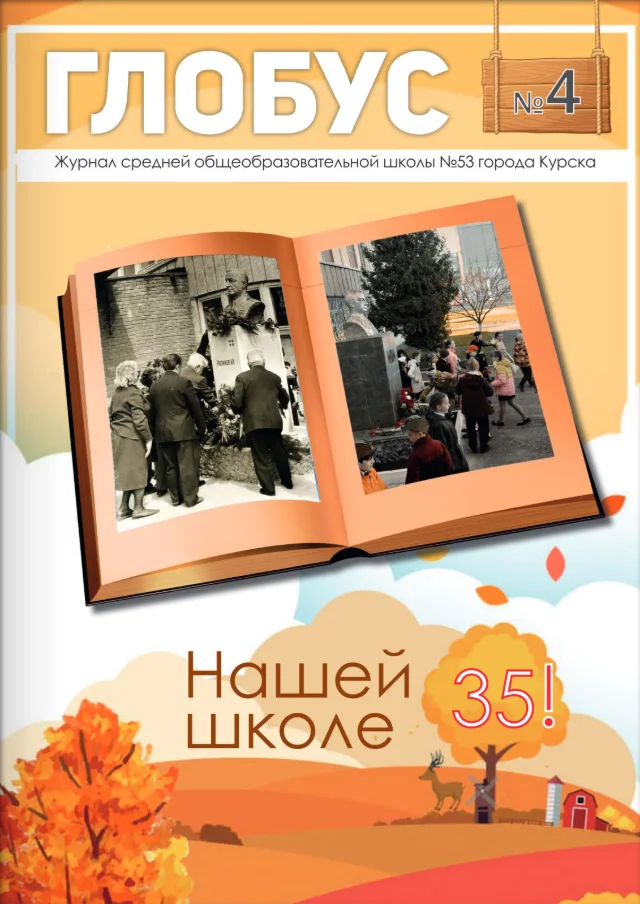 ГЛОБУС
№4
Журнал средней общеобразовательной школы №53 города Курска
Нашей
школе
35!